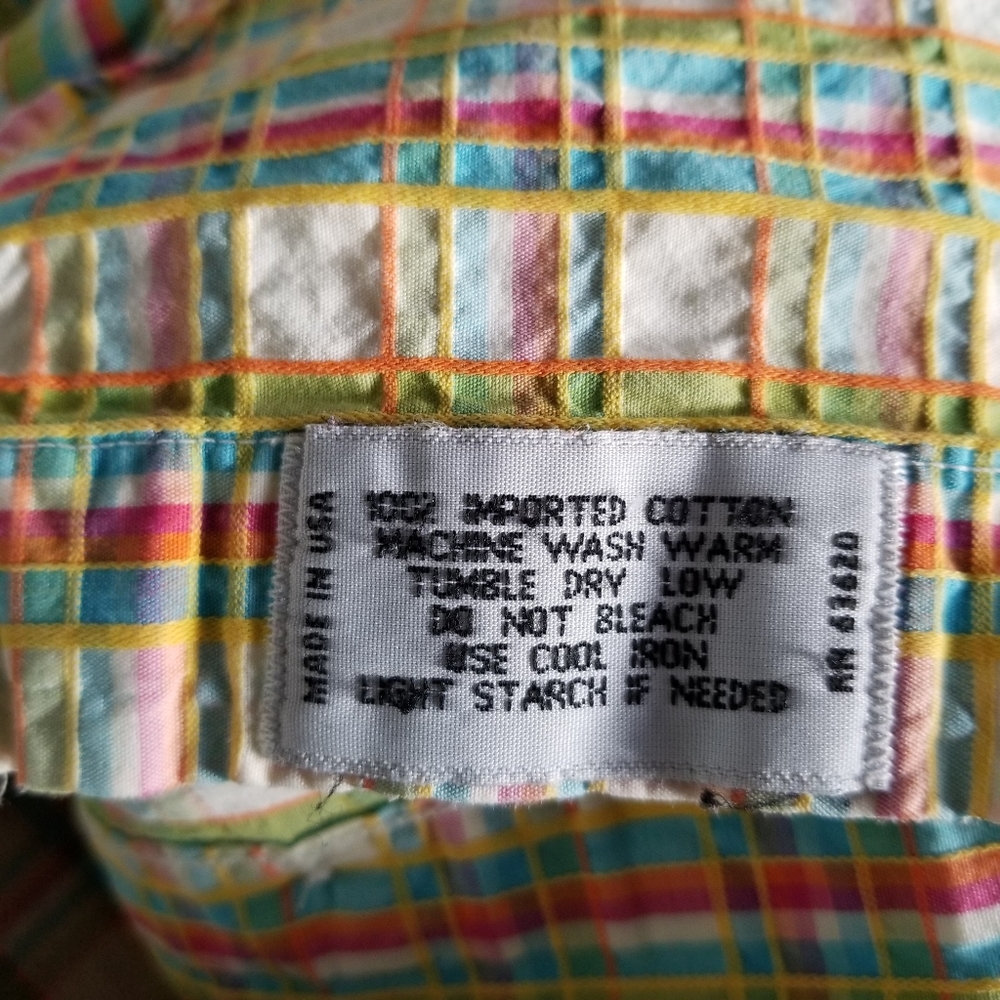 MADE IN USA
100% IMPORTED COTTON
MACHINE WASH WARM
TUMBLE DRY LOW
DO NOT BLEACH
USE COOL IRON
LIGHT STARCH IF NEEDED
RN 63620